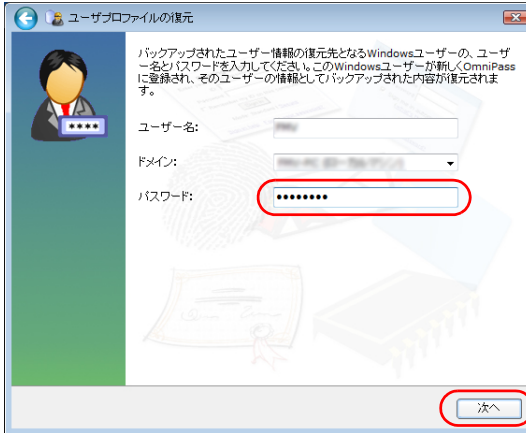 ユーザプロファイルの復元
バックアップされたユーザー情報の復元先となるWindowsユーザーの、ユーザ
ー名とパスワードを入力してください。このWindowsユーザーが新しくOmniPass
に登録され、そのユーザーの情報としてバックアップされた内容が復元されま
す。
ユーザー名:
ドメイン:
パスワード:
次へ